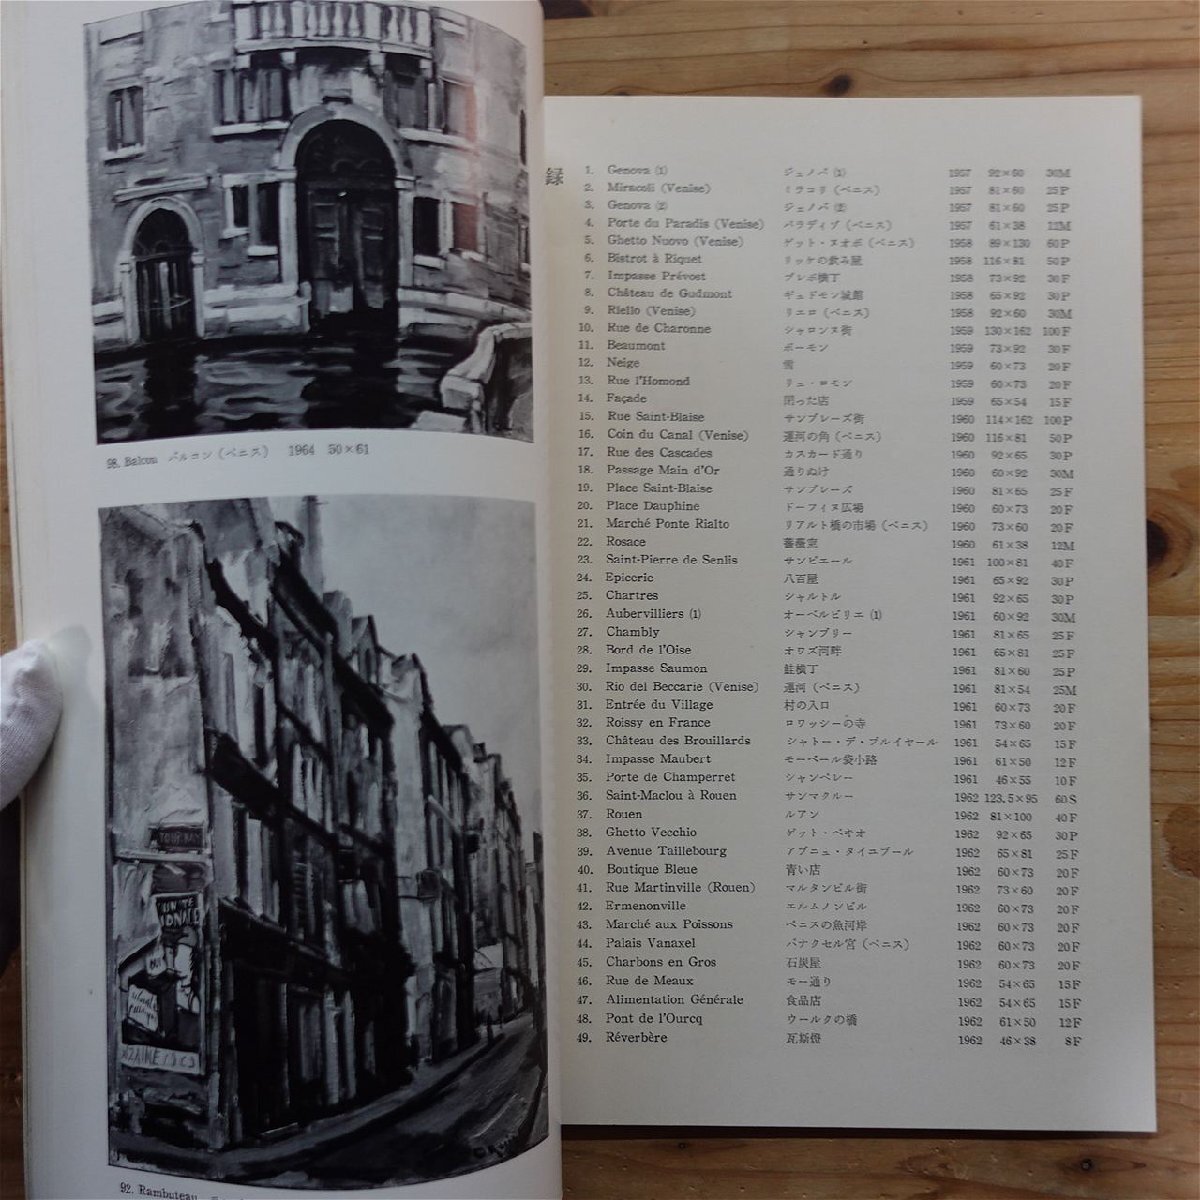 98. Balcon バルコン（ベニス） 1964 50×61
92. Rambuteau
録
1. Genova (1) ジェノバ (1) 1957 92×60 30M
2. Miracoli (Venise) ミラコリ（ベニス） 1957 81×60 25P
3. Genova (2) ジェノバ (2) 1957 81×60 25P
4. Porte du Paradis (Venise) パラディゾ（ベニス） 1957 61×38 12M
5. Ghetto Nuovo (Venise) ゲット・ヌオボ（ベニス） 1958 89×130 60P
6. Bistrot à Riquet リッケの飲み屋 1958 116×81 50P
7. Impasse Prévost プレボ横丁 1958 73×92 30F
8. Château de Gudmont ギュドモン城館 1958 65×92 30P
9. Riello (Venise) リエロ（ベニス） 1958 92×60 30M
10. Rue de Charonne シャロンヌ街 1959 130×162 100F
11. Beaumont ボーモン 1959 73×92 30F
12. Neige 雪 1959 60×73 20F
13. Rue l'Homond リュ・ロモン 1959 60×73 20F
14. Façade 閉った店 1959 65×54 15F
15. Rue Saint-Blaise サンブレーズ街 1960 114×162 100P
16. Coin du Canal (Venise) 運河の角（ベニス） 1960 116×81 50P
17. Rue des Cascades カスカード通り 1960 92×65 30P
18. Passage Main d'Or 通りぬけ 1960 60×92 30M
19. Place Saint-Blaise サンブレーズ 1960 81×65 25F
20. Place Dauphine ドーフィヌ広場 1960 60×73 20F
21. Marché Ponte Rialto リアルト橋の市場（ベニス） 1960 73×60 20F
22. Rosace 薔薇窓 1960 61×38 12M
23. Saint-Pierre de Senlis サンピエール 1961 100×81 40F
24. Epicerie 八百屋 1961 65×92 30P
25. Chartres シャルトル 1961 92×65 30P
26. Aubervilliers (1) オーベルビリエ (1) 1961 60×92 30M
27. Chambly シャンブリー 1961 81×65 25F
28. Bord de l'Oise オワズ河畔 1961 65×81 25F
29. Impasse Saumon 鮭横丁 1961 81×60 25P
30. Rio dei Beccarie (Venise) 運河（ベニス） 1961 81×54 25M
31. Entrée du Village 村の入口 1961 60×73 20F
32. Roissy en France ロワッシーの寺 1961 73×60 20F
33. Château des Brouillards シャトー・デ・ブルイヤール 1961 54×65 15F
34. Impasse Maubert モーベール袋小路 1961 61×50 12F
35. Porte de Champerret シャンペレー 1961 46×55 10F
36. Saint-Maclou à Rouen サンマクルー 1962 123.5×95 60S
37. Rouen ルアン 1962 81×100 40F
38. Ghetto Vecchio ゲット・ベキオ 1962 92×65 30P
39. Avenue Taillebourg アブニュ・タイエブール 1962 65×81 25F
40. Boutique Bleue 青い店 1962 60×73 20F
41. Rue Martinville (Rouen) マルタンビル街 1962 73×60 20F
42. Ermenonville エルムノンビル 1962 60×73 20F
43. Marché aux Poissons ベニスの魚河岸 1962 60×73 20F
44. Palais Vanaxel バナクセル宮（ベニス） 1962 60×73 20F
45. Charbons en Gros 石炭屋 1962 60×73 20F
46. Rue de Meaux モー通り 1962 54×65 15F
47. Alimentation Générale 食品店 1962 54×65 15F
48. Pont de l'Ourcq ウールクの橋 1962 61×50 12F
49. Réverbère 瓦斯燈 1962 46×38 8F